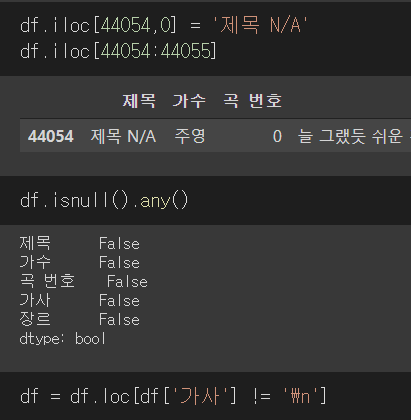 df.iloc[44054,0] = '제목 N/A'
df.iloc[44054:44055]
제목 가수 곡 번호
44054 제목 N/A 주영 0 늘 그랬듯 쉬운
df.isnull().any()
제목 False
가수 False
곡 번호 False
가사 False
장르 False
dtype: bool
df = df.loc[df['가사'] != '₩n']